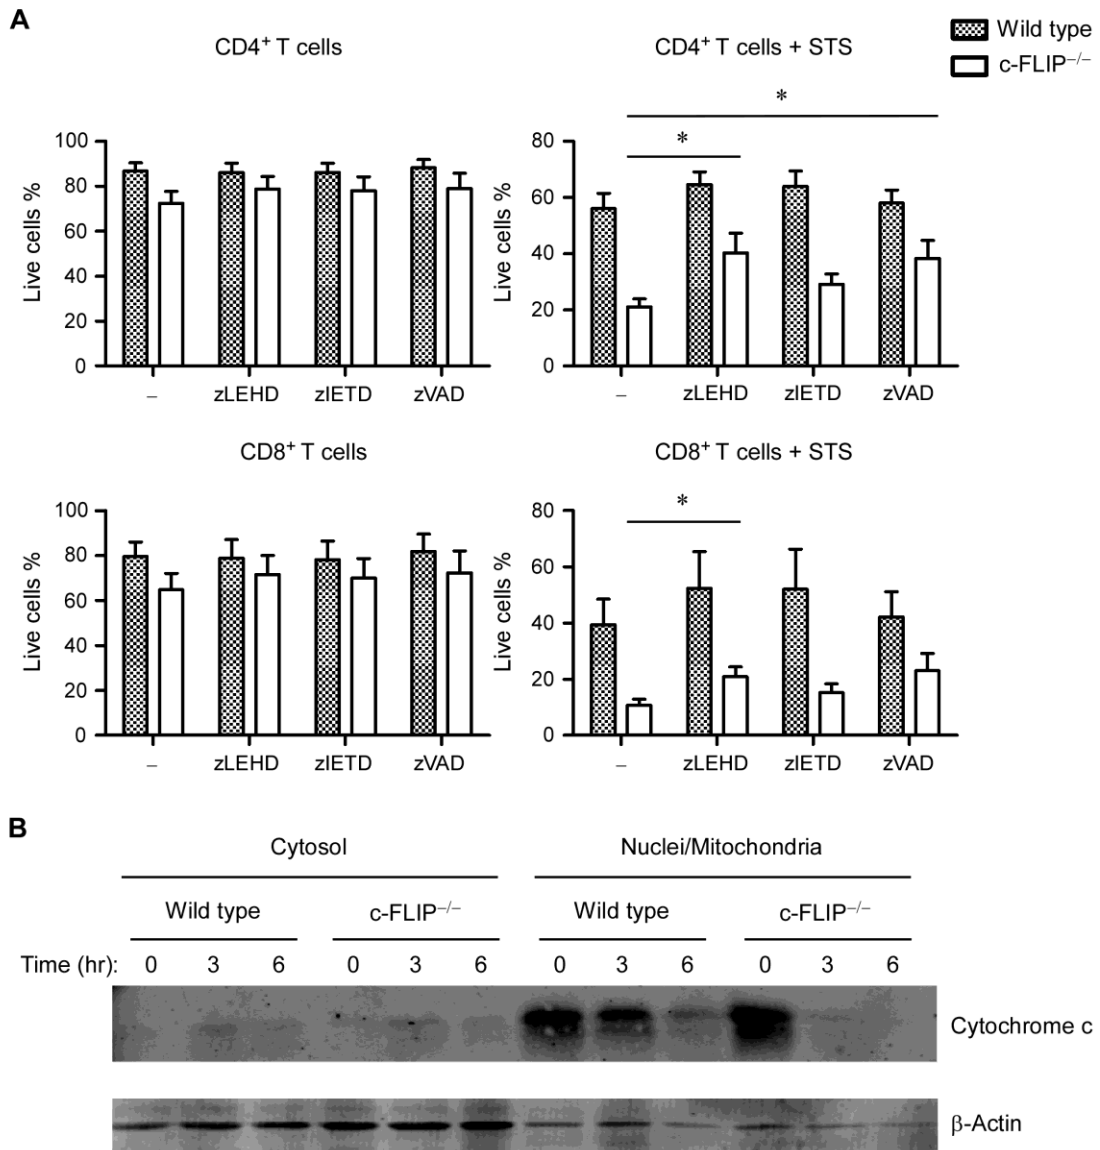 A
CD4⁺ T cells
CD4⁺ T cells + STS
Wild type
c-FLIP⁻/⁻
*
*
Live cells %
100
80
60
40
20
0
– zLEHD zIETD zVAD
Live cells %
80
60
40
20
0
– zLEHD zIETD zVAD
CD8⁺ T cells
CD8⁺ T cells + STS
*
Live cells %
100
80
60
40
20
0
– zLEHD zIETD zVAD
Live cells %
80
60
40
20
0
– zLEHD zIETD zVAD
B
Cytosol Nuclei/Mitochondria
Wild type c-FLIP⁻/⁻ Wild type c-FLIP⁻/⁻
Time (hr): 0 3 6 0 3 6 0 3 6 0 3 6
Cytochrome c
β-Actin